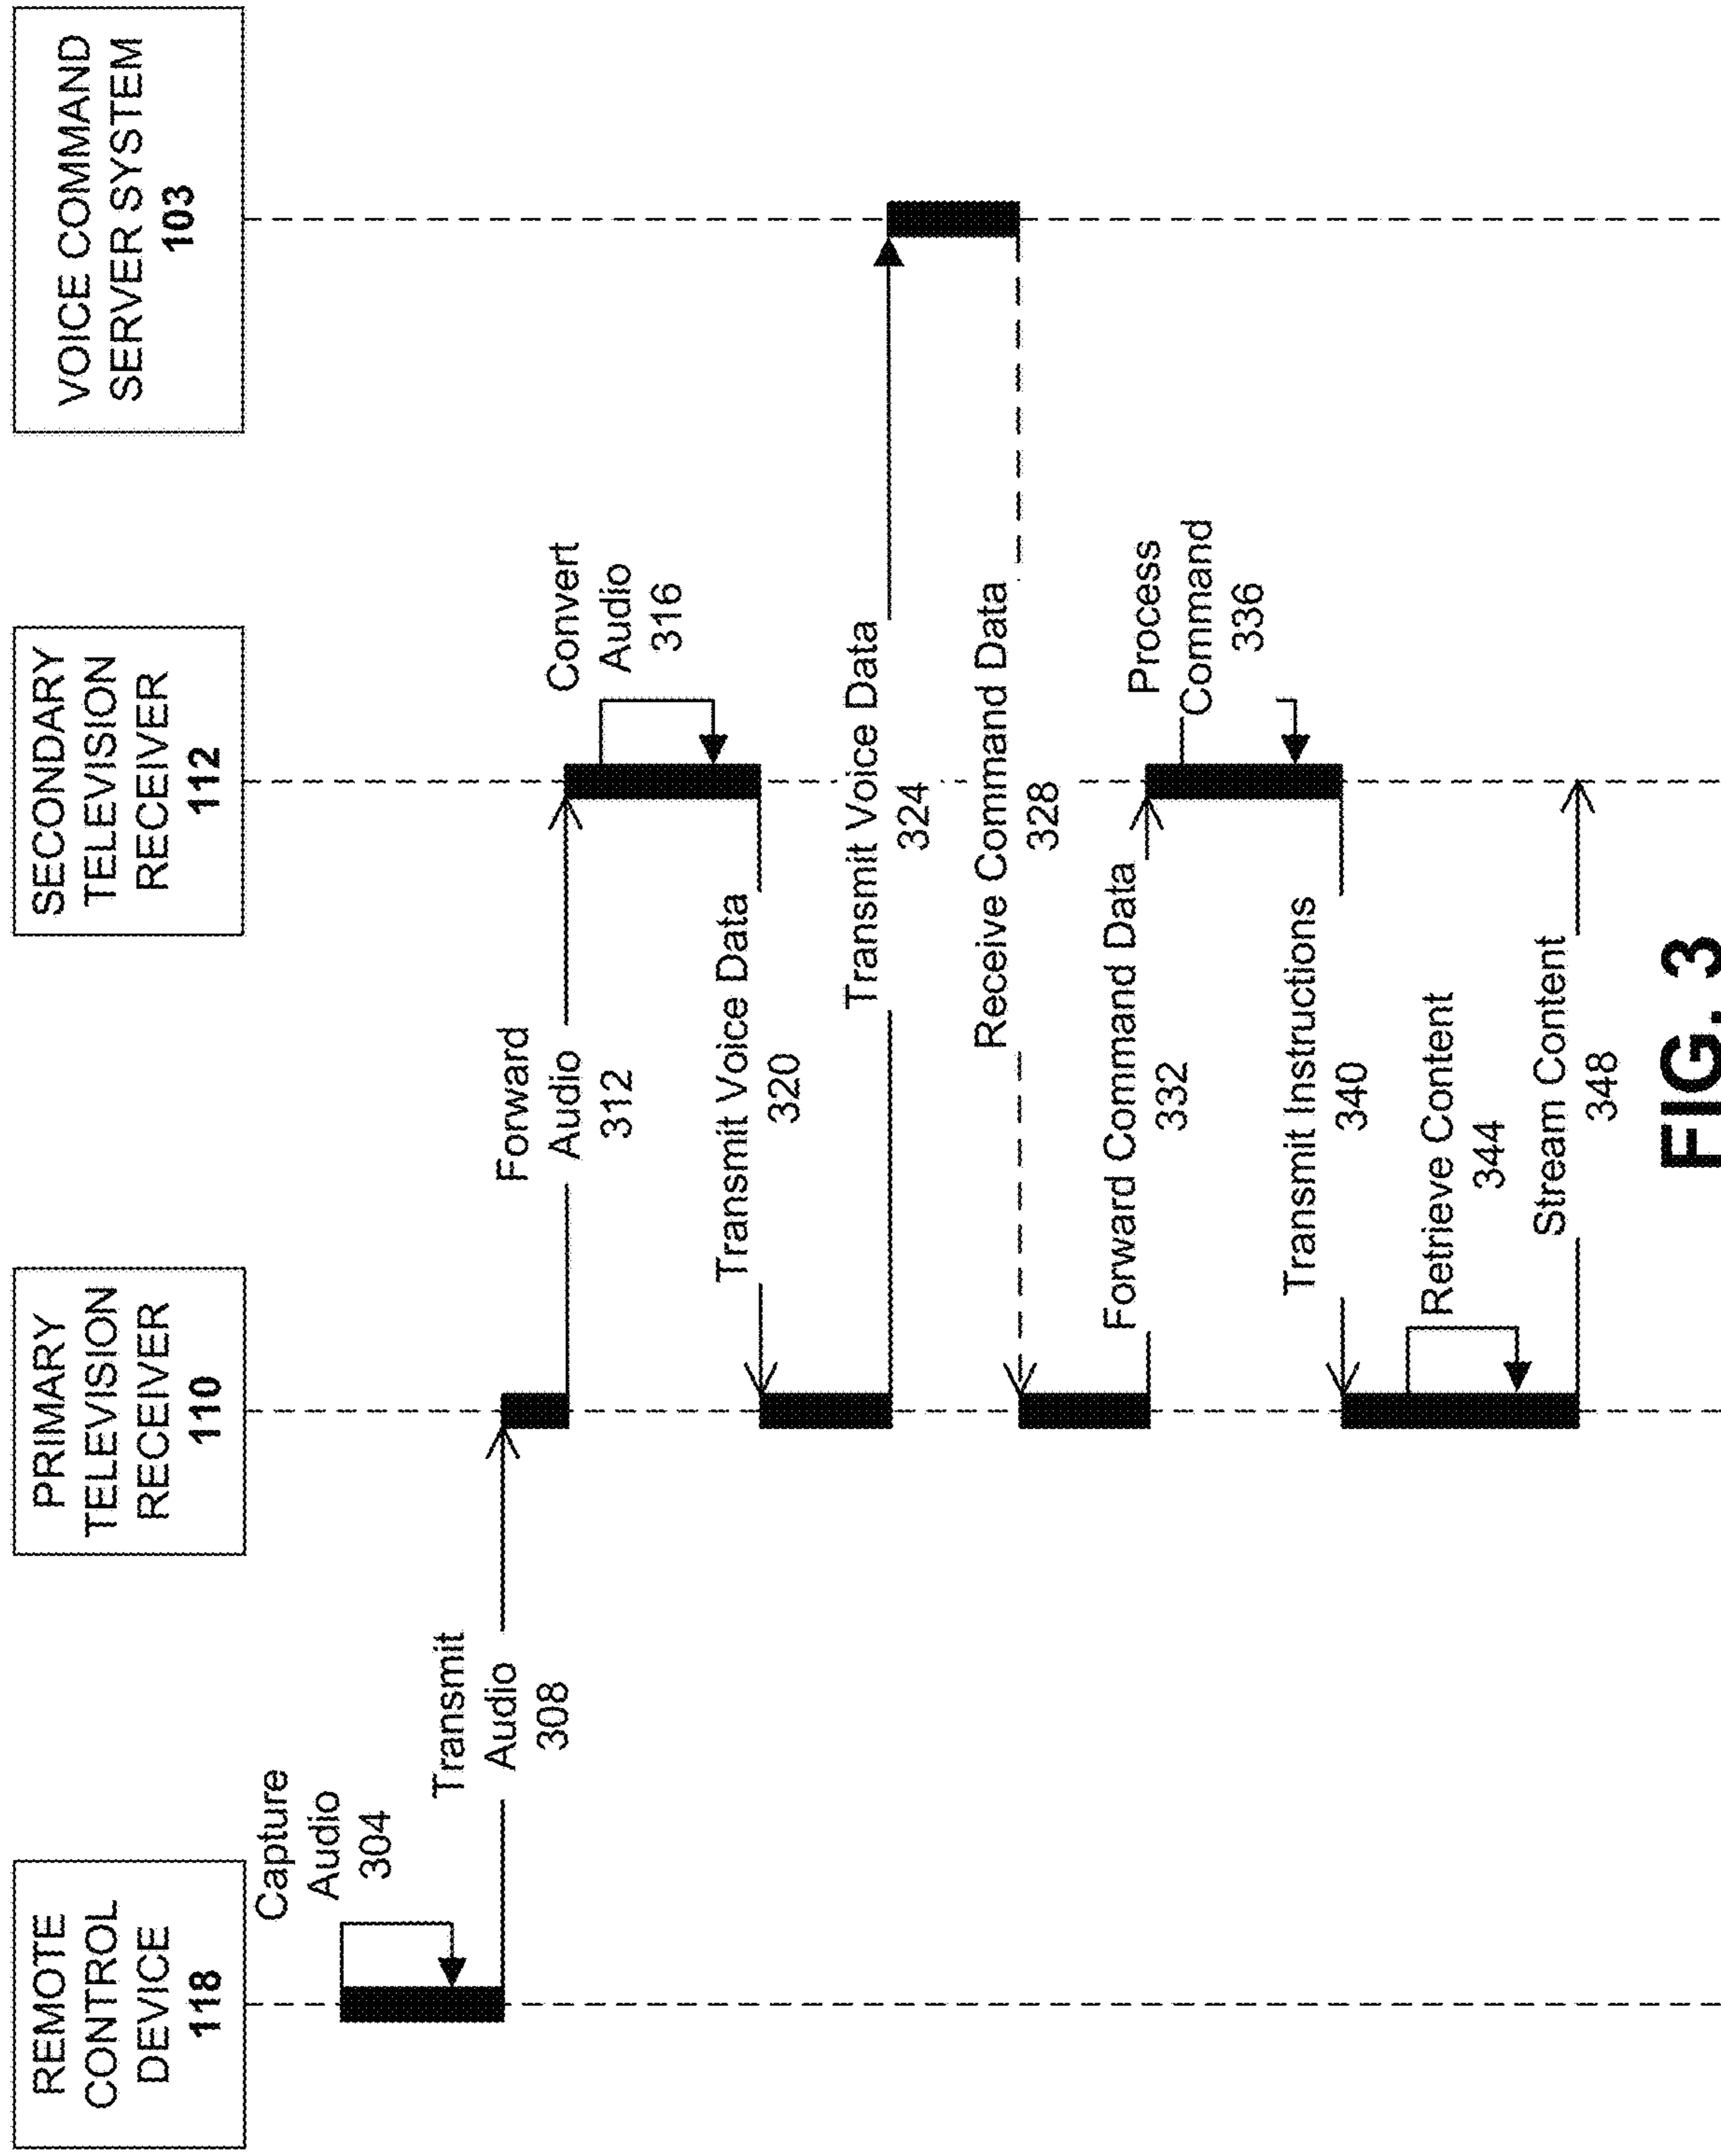 REMOTE
CONTROL
DEVICE
118
PRIMARY
TELEVISION
RECEIVER
110
SECONDARY
TELEVISION
RECEIVER
112
VOICE COMMAND
SERVER SYSTEM
103
Capture
Audio
304
Transmit
Audio
308
Forward
Audio
312
Convert
Audio
316
Transmit Voice Data
320
Transmit Voice Data
324
Receive Command Data
328
Forward Command Data
332
Process
Command
336
Transmit Instructions
340
Retrieve Content
344
Stream Content
348
FIG. 3